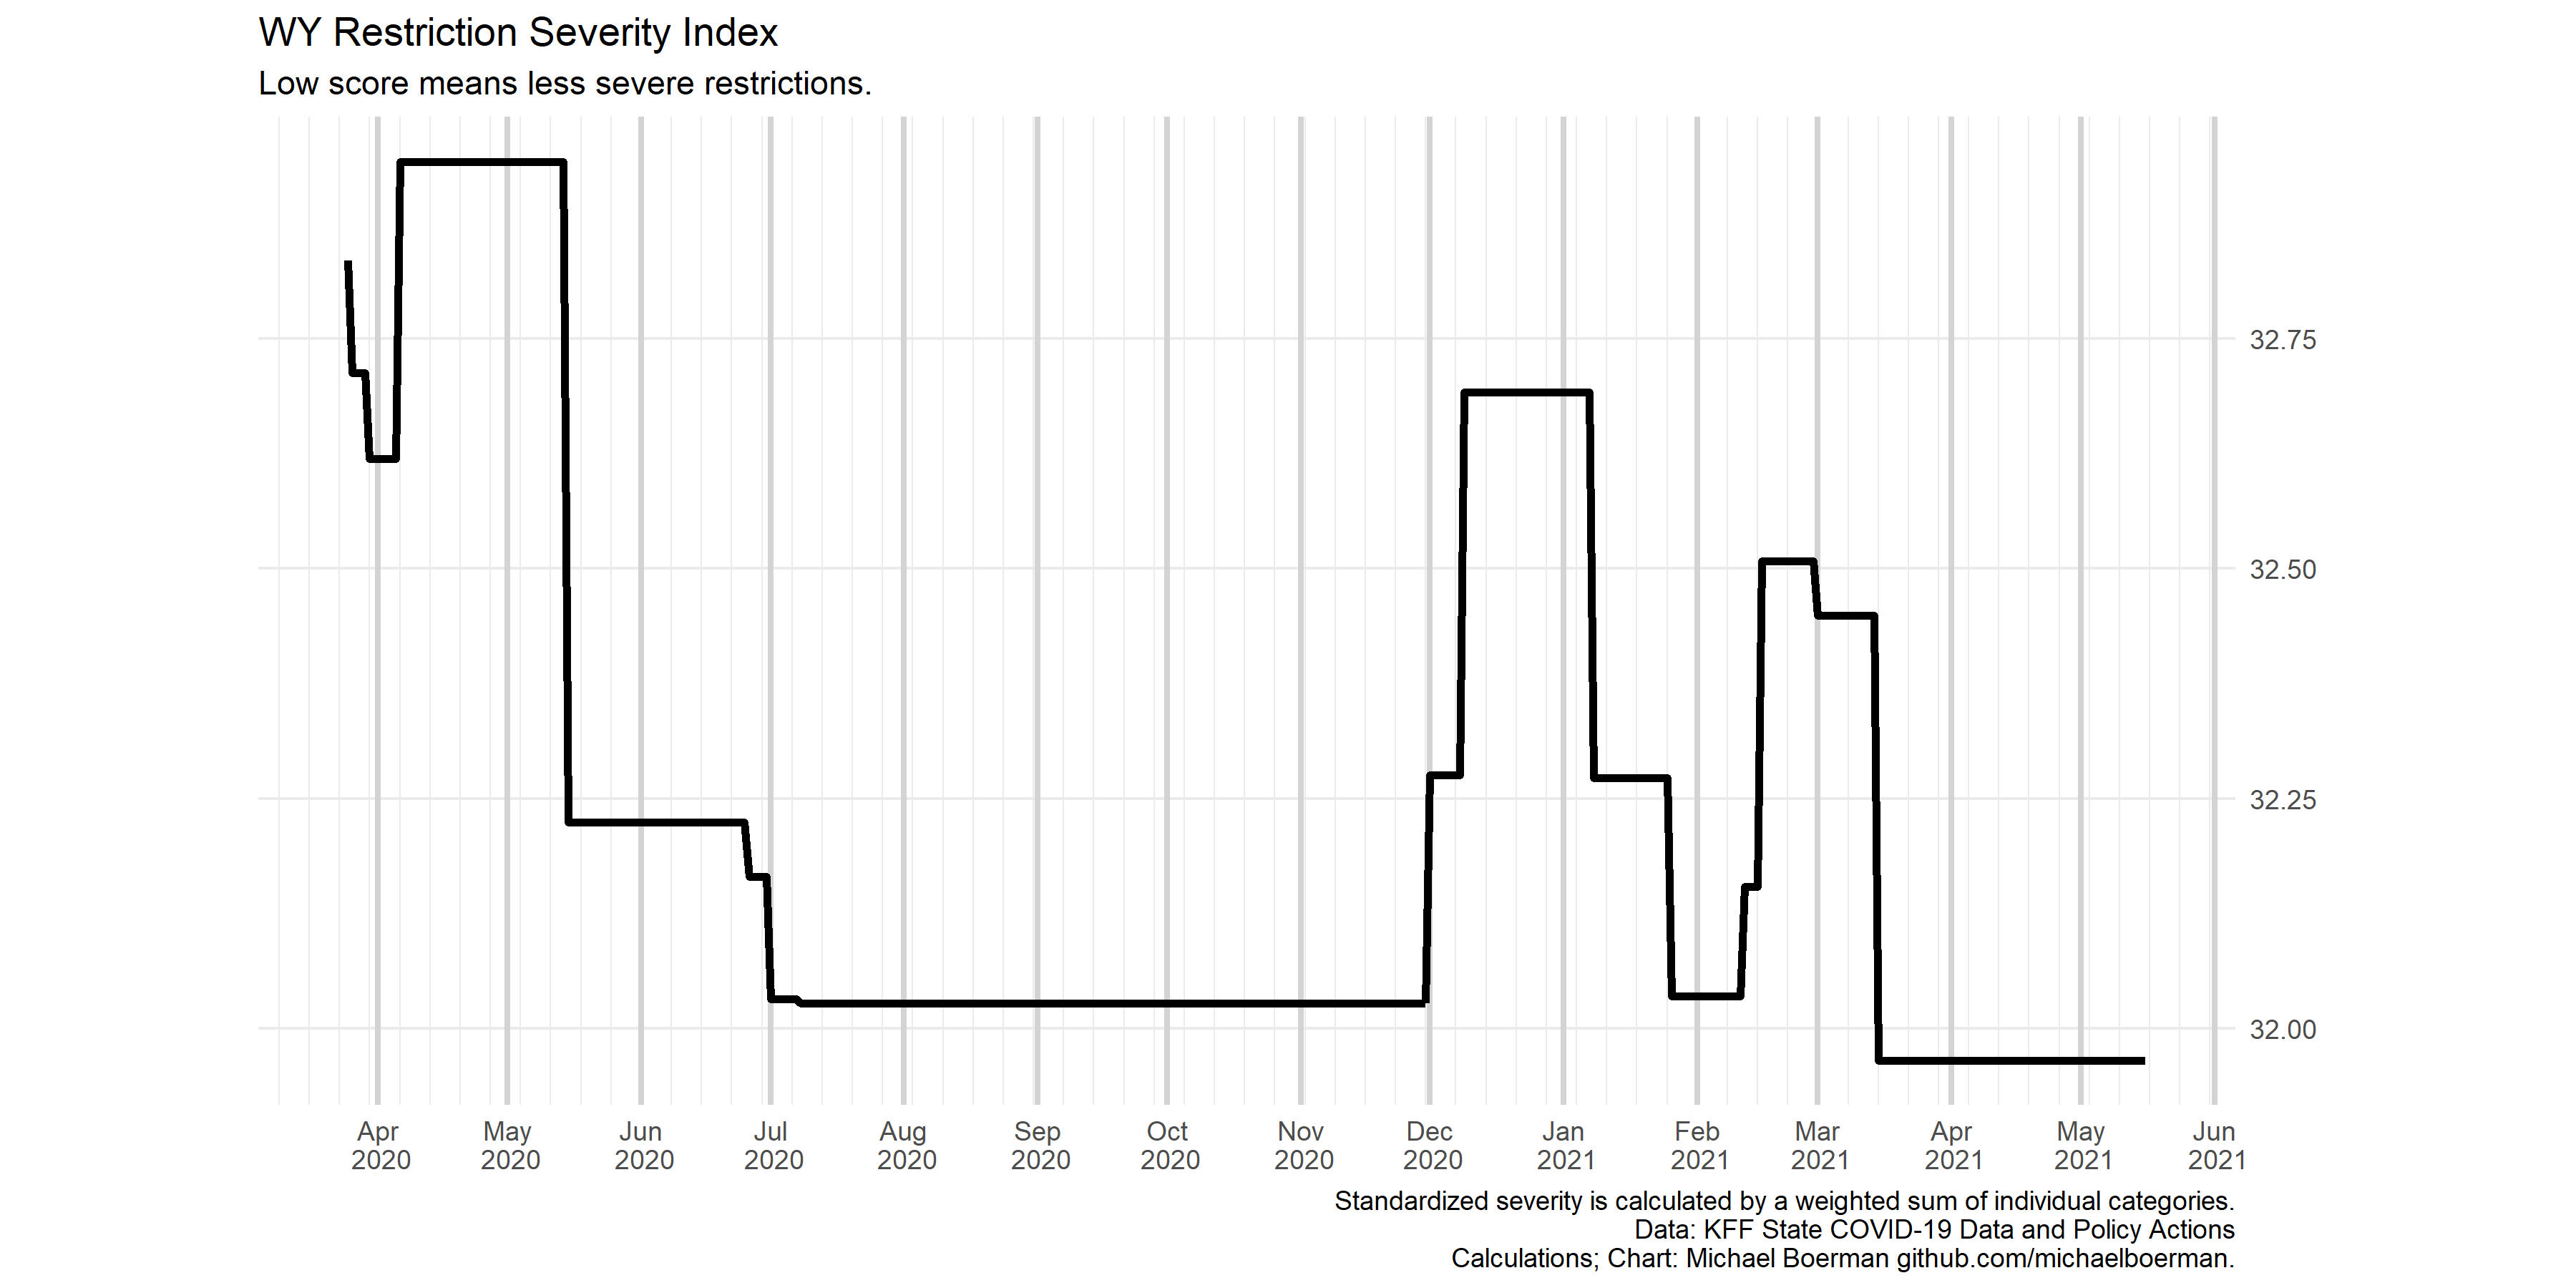 WY Restriction Severity Index
Low score means less severe restrictions.
32.75
32.50
32.25
32.00
Apr May Jun Jul Aug Sep Oct Nov Dec Jan Feb Mar Apr May Jun
2020 2020 2020 2020 2020 2020 2020 2020 2020 2021 2021 2021 2021 2021 2021
Standardized severity is calculated by a weighted sum of individual categories.
Data: KFF State COVID-19 Data and Policy Actions
Calculations; Chart: Michael Boerman github.com/michaelboerman.